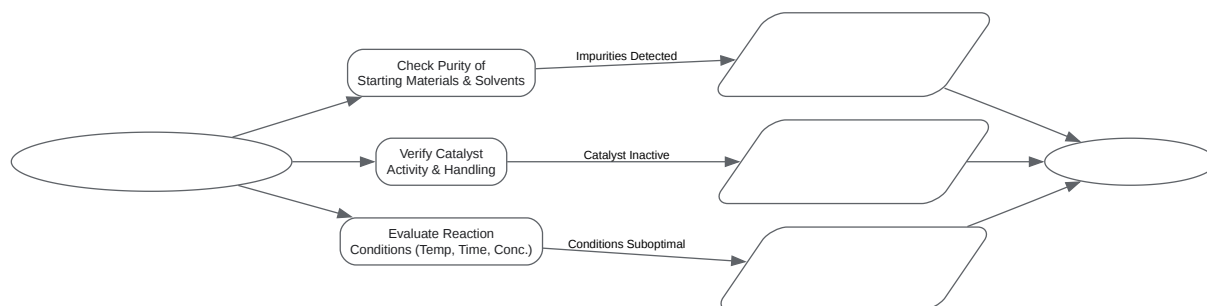 Check Purity of
Starting Materials & Solvents
Impurities Detected
Verify Catalyst
Activity & Handling
Catalyst Inactive
Evaluate Reaction
Conditions (Temp, Time, Conc.)
Conditions Suboptimal